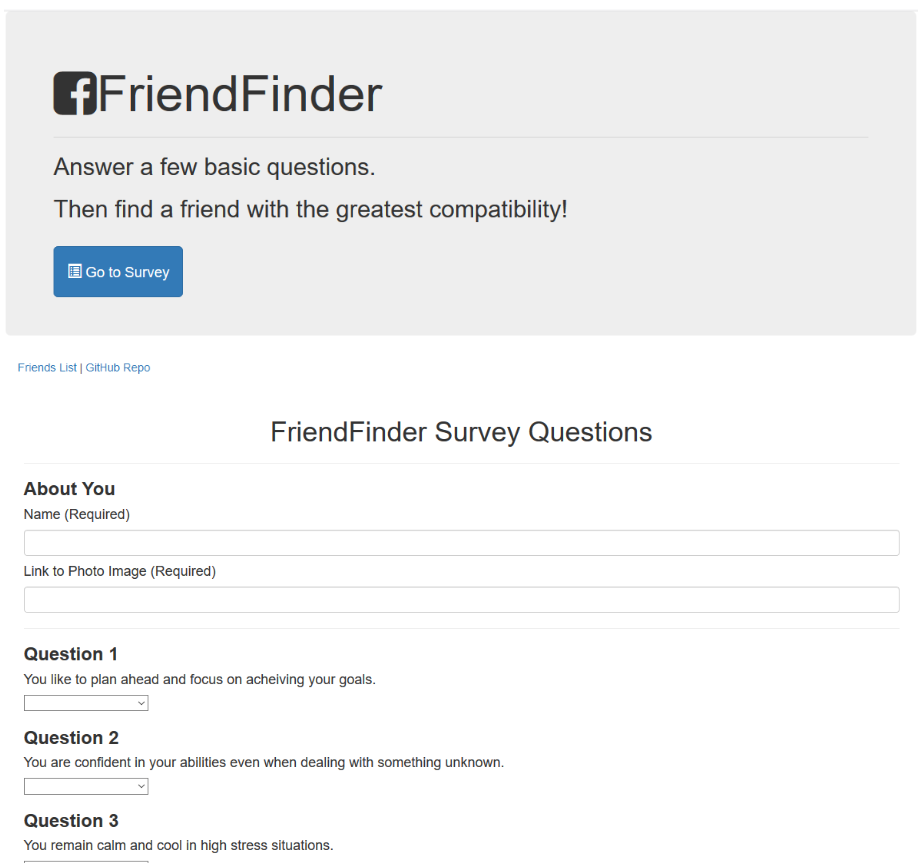 FriendFinder
Answer a few basic questions.
Then find a friend with the greatest compatibility!
Go to Survey
Friends List | GitHub Repo
FriendFinder Survey Questions
About You
Name (Required)
Link to Photo Image (Required)
Question 1
You like to plan ahead and focus on acheiving your goals.
Question 2
You are confident in your abilities even when dealing with something unknown.
Question 3
You remain calm and cool in high stress situations.